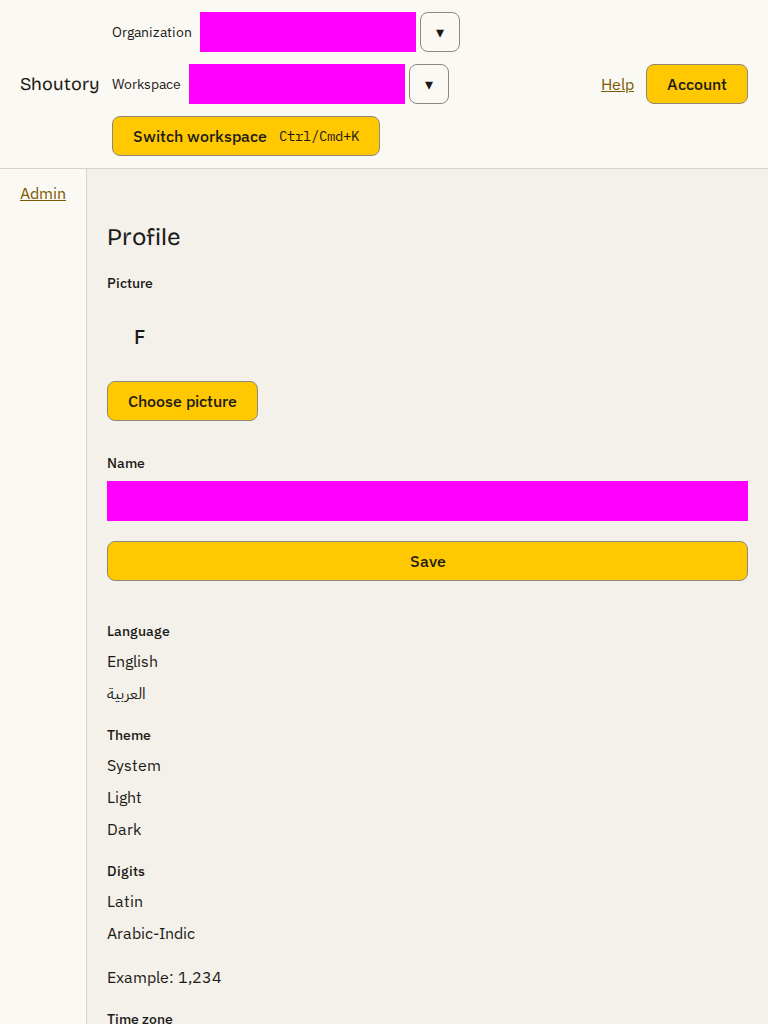 Organization
▼
Shoutory
Workspace
▼
Help
Account
Switch workspace Ctrl/Cmd+K
Admin
Profile
Picture
F
Choose picture
Name
Save
Language
English
العربية
Theme
System
Light
Dark
Digits
Latin
Arabic-Indic
Example: 1,234
Time zone